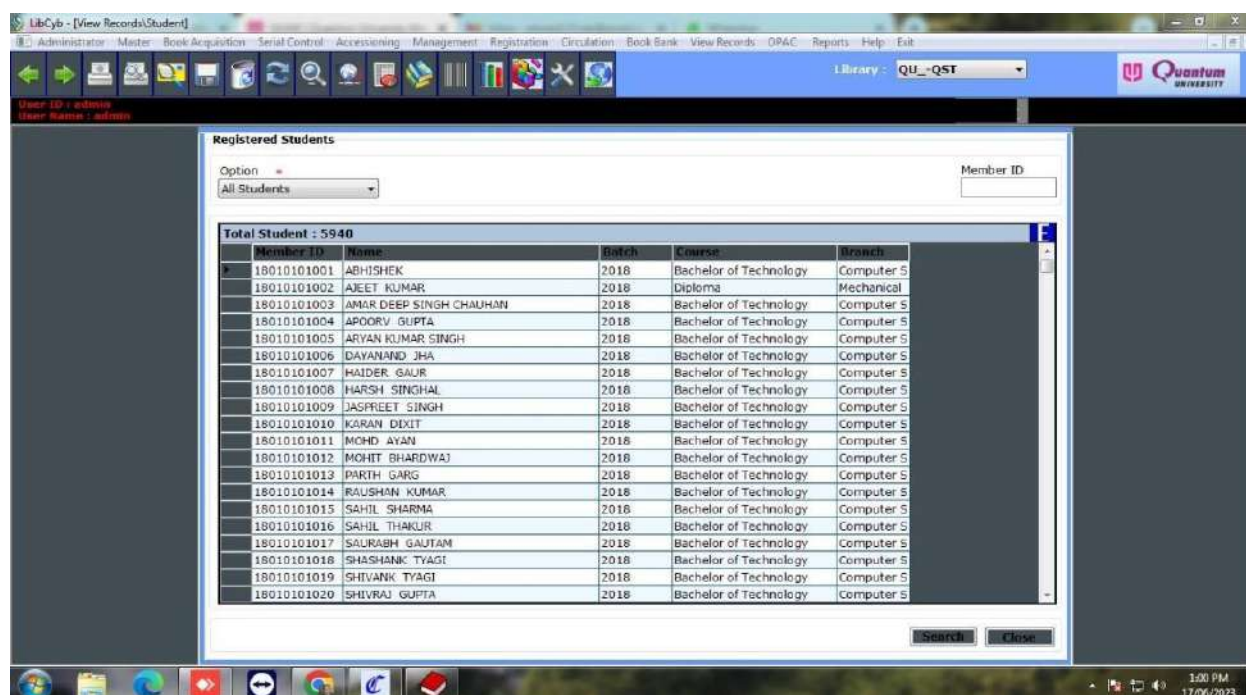 LibCyb - [View Records\Student]
Administrator Master Book Acquisition Serial Control Accessioning Management Registration Circulation Book Bank View Records OPAC Reports Help Exit
Library : QU_-QST
Quantum
UNIVERSITY
User ID : admin
User Name : admin
Registered Students
Option * Member ID
All Students
Total Student : 5940 E
Member ID Name Batch Course Branch
18010101001 ABHISHEK 2018 Bachelor of Technology Computer S
18010101002 AJEET KUMAR 2018 Diploma Mechanical
18010101003 AMAR DEEP SINGH CHAUHAN 2018 Bachelor of Technology Computer S
18010101004 APOORV GUPTA 2018 Bachelor of Technology Computer S
18010101005 ARYAN KUMAR SINGH 2018 Bachelor of Technology Computer S
18010101006 DAYANAND JHA 2018 Bachelor of Technology Computer S
18010101007 HAIDER GAUR 2018 Bachelor of Technology Computer S
18010101008 HARSH SINGHAL 2018 Bachelor of Technology Computer S
18010101009 JASPREET SINGH 2018 Bachelor of Technology Computer S
18010101010 KARAN DIXIT 2018 Bachelor of Technology Computer S
18010101011 MOHD AYAN 2018 Bachelor of Technology Computer S
18010101012 MOHIT BHARDWAJ 2018 Bachelor of Technology Computer S
18010101013 PARTH GARG 2018 Bachelor of Technology Computer S
18010101014 RAUSHAN KUMAR 2018 Bachelor of Technology Computer S
18010101015 SAHIL SHARMA 2018 Bachelor of Technology Computer S
18010101016 SAHIL THAKUR 2018 Bachelor of Technology Computer S
18010101017 SAURABH GAUTAM 2018 Bachelor of Technology Computer S
18010101018 SHASHANK TYAGI 2018 Bachelor of Technology Computer S
18010101019 SHIVANK TYAGI 2018 Bachelor of Technology Computer S
18010101020 SHIVRAJ GUPTA 2018 Bachelor of Technology Computer S
Search Close
1:00 PM
17/06/2023